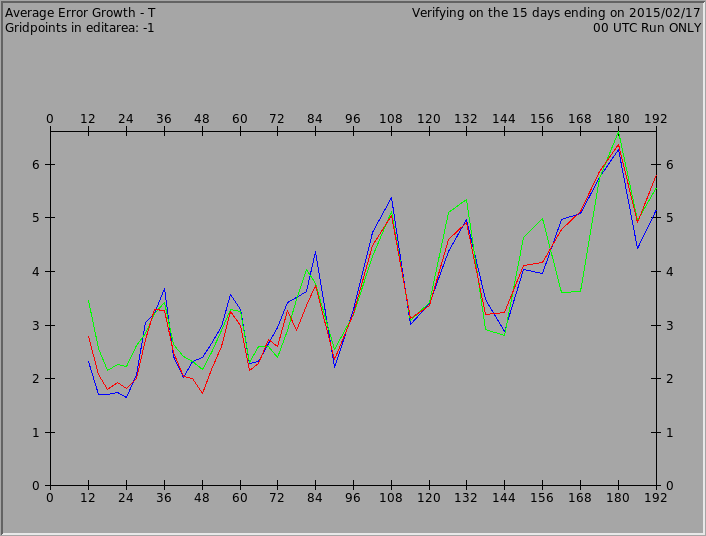 Average Error Growth - T
Verifying on the 15 days ending on 2015/02/17
Gridpoints in editarea: -1
00 UTC Run ONLY
0 12 24 36 48 60 72 84 96 108 120 132 144 156 168 180 192
6 6
5 5
4 4
3 3
2 2
1 1
0 0
0 12 24 36 48 60 72 84 96 108 120 132 144 156 168 180 192